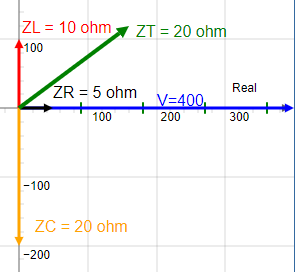 ZL = 10 ohm
ZT = 20 ohm
100
ZR = 5 ohm
Real
V=400
100
200
300
−100
ZC = 20 ohm
−200